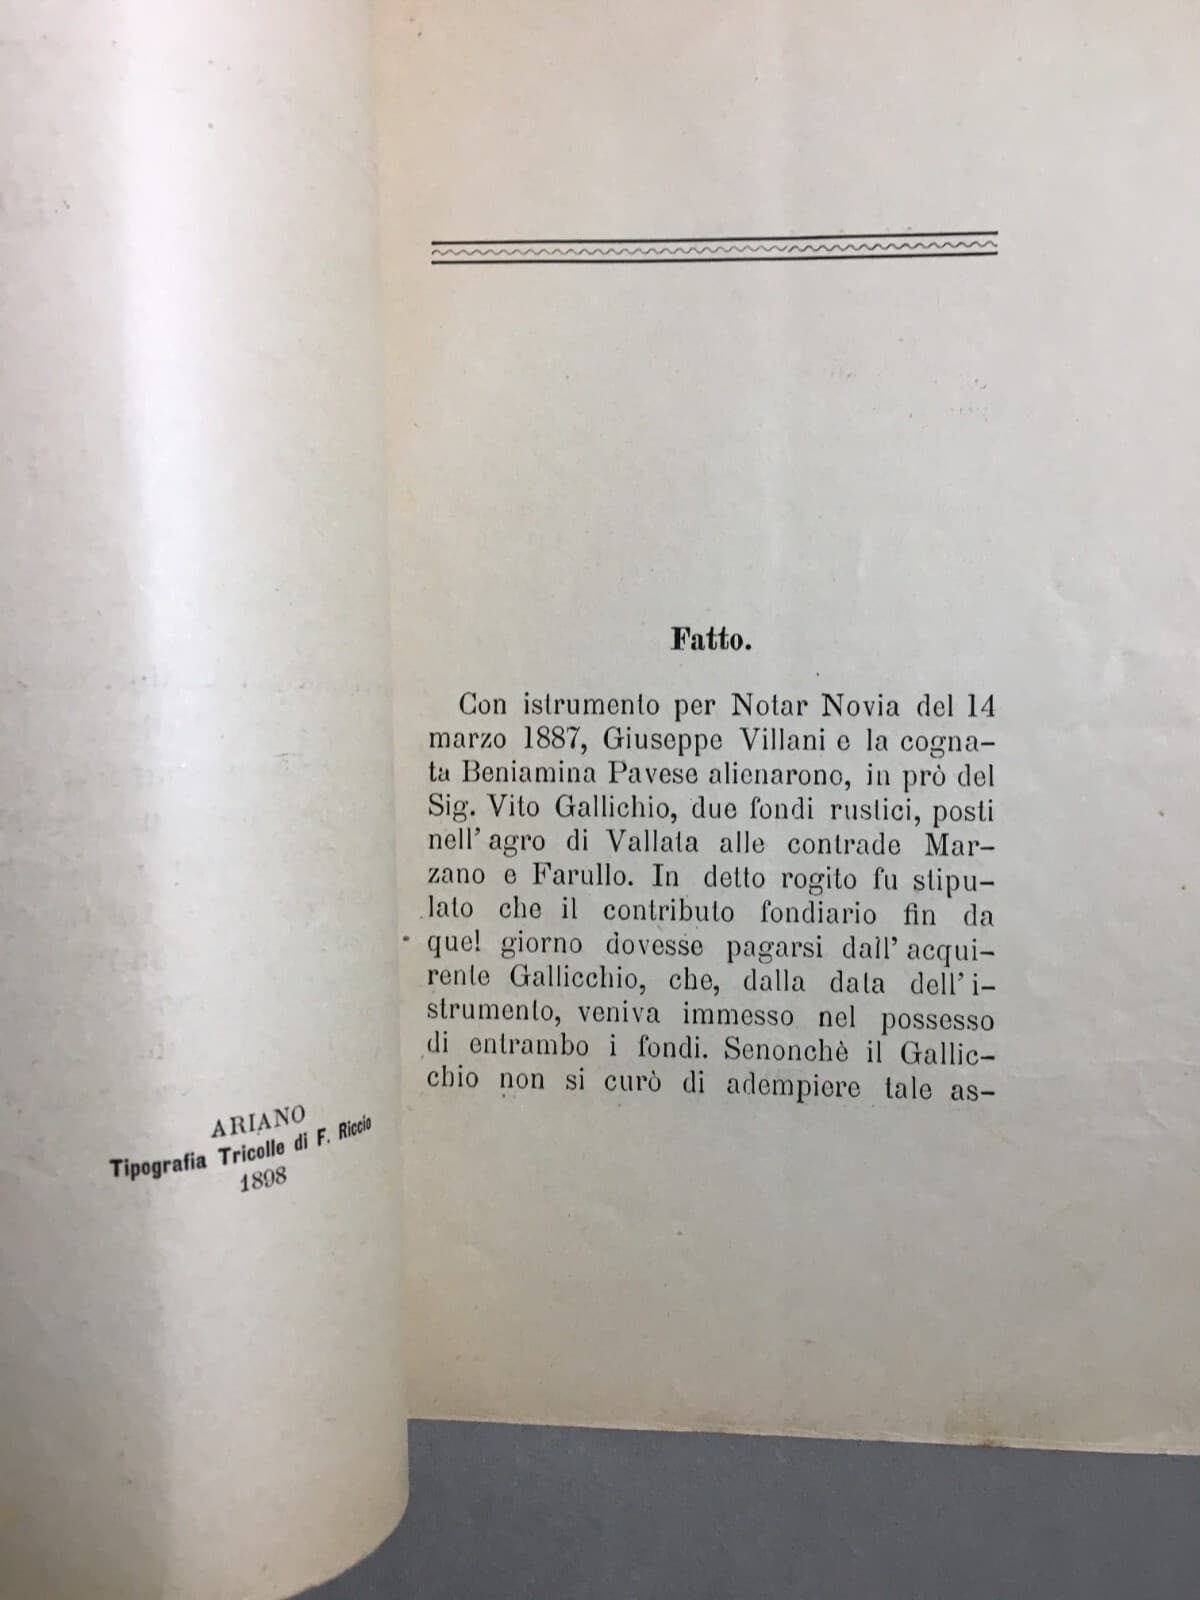 ARIANO
Tipografia Tricolle di F. Riccio
1898
Fatto.
Con istrumento per Notar Novia del 14
marzo 1887, Giuseppe Villani e la cogna-
ta Beniamina Pavese alienarono, in prò del
Sig. Vito Gallichio, due fondi rustici, posti
nell' agro di Vallata alle contrade Mar-
zano e Farullo. In detto rogito fu stipu-
lato che il contributo fondiario fin da
quel giorno dovesse pagarsi dall' acqui-
rente Gallicchio, che, dalla data dell' i-
strumento, veniva immesso nel possesso
di entrambo i fondi. Senonchè il Gallic-
chio non si curò di adempiere tale as-